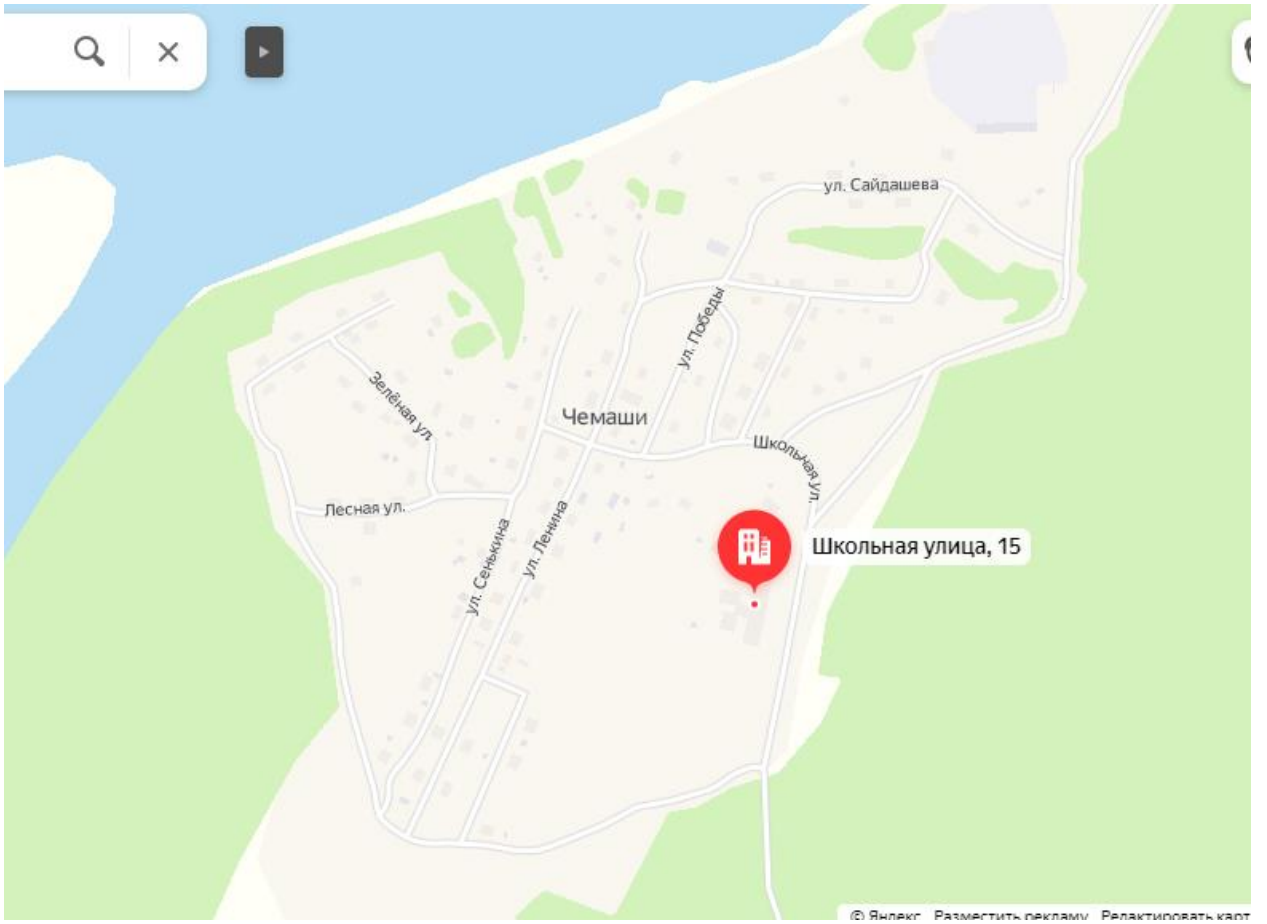 ул. Сайдашева
ул. Победы
Зелёная ул.
Чемаши
Школьная ул.
Лесная ул.
ул. Сенькина
ул. Ленина
Школьная улица, 15
© Яндекс Разместить рекламу Редактировать карт